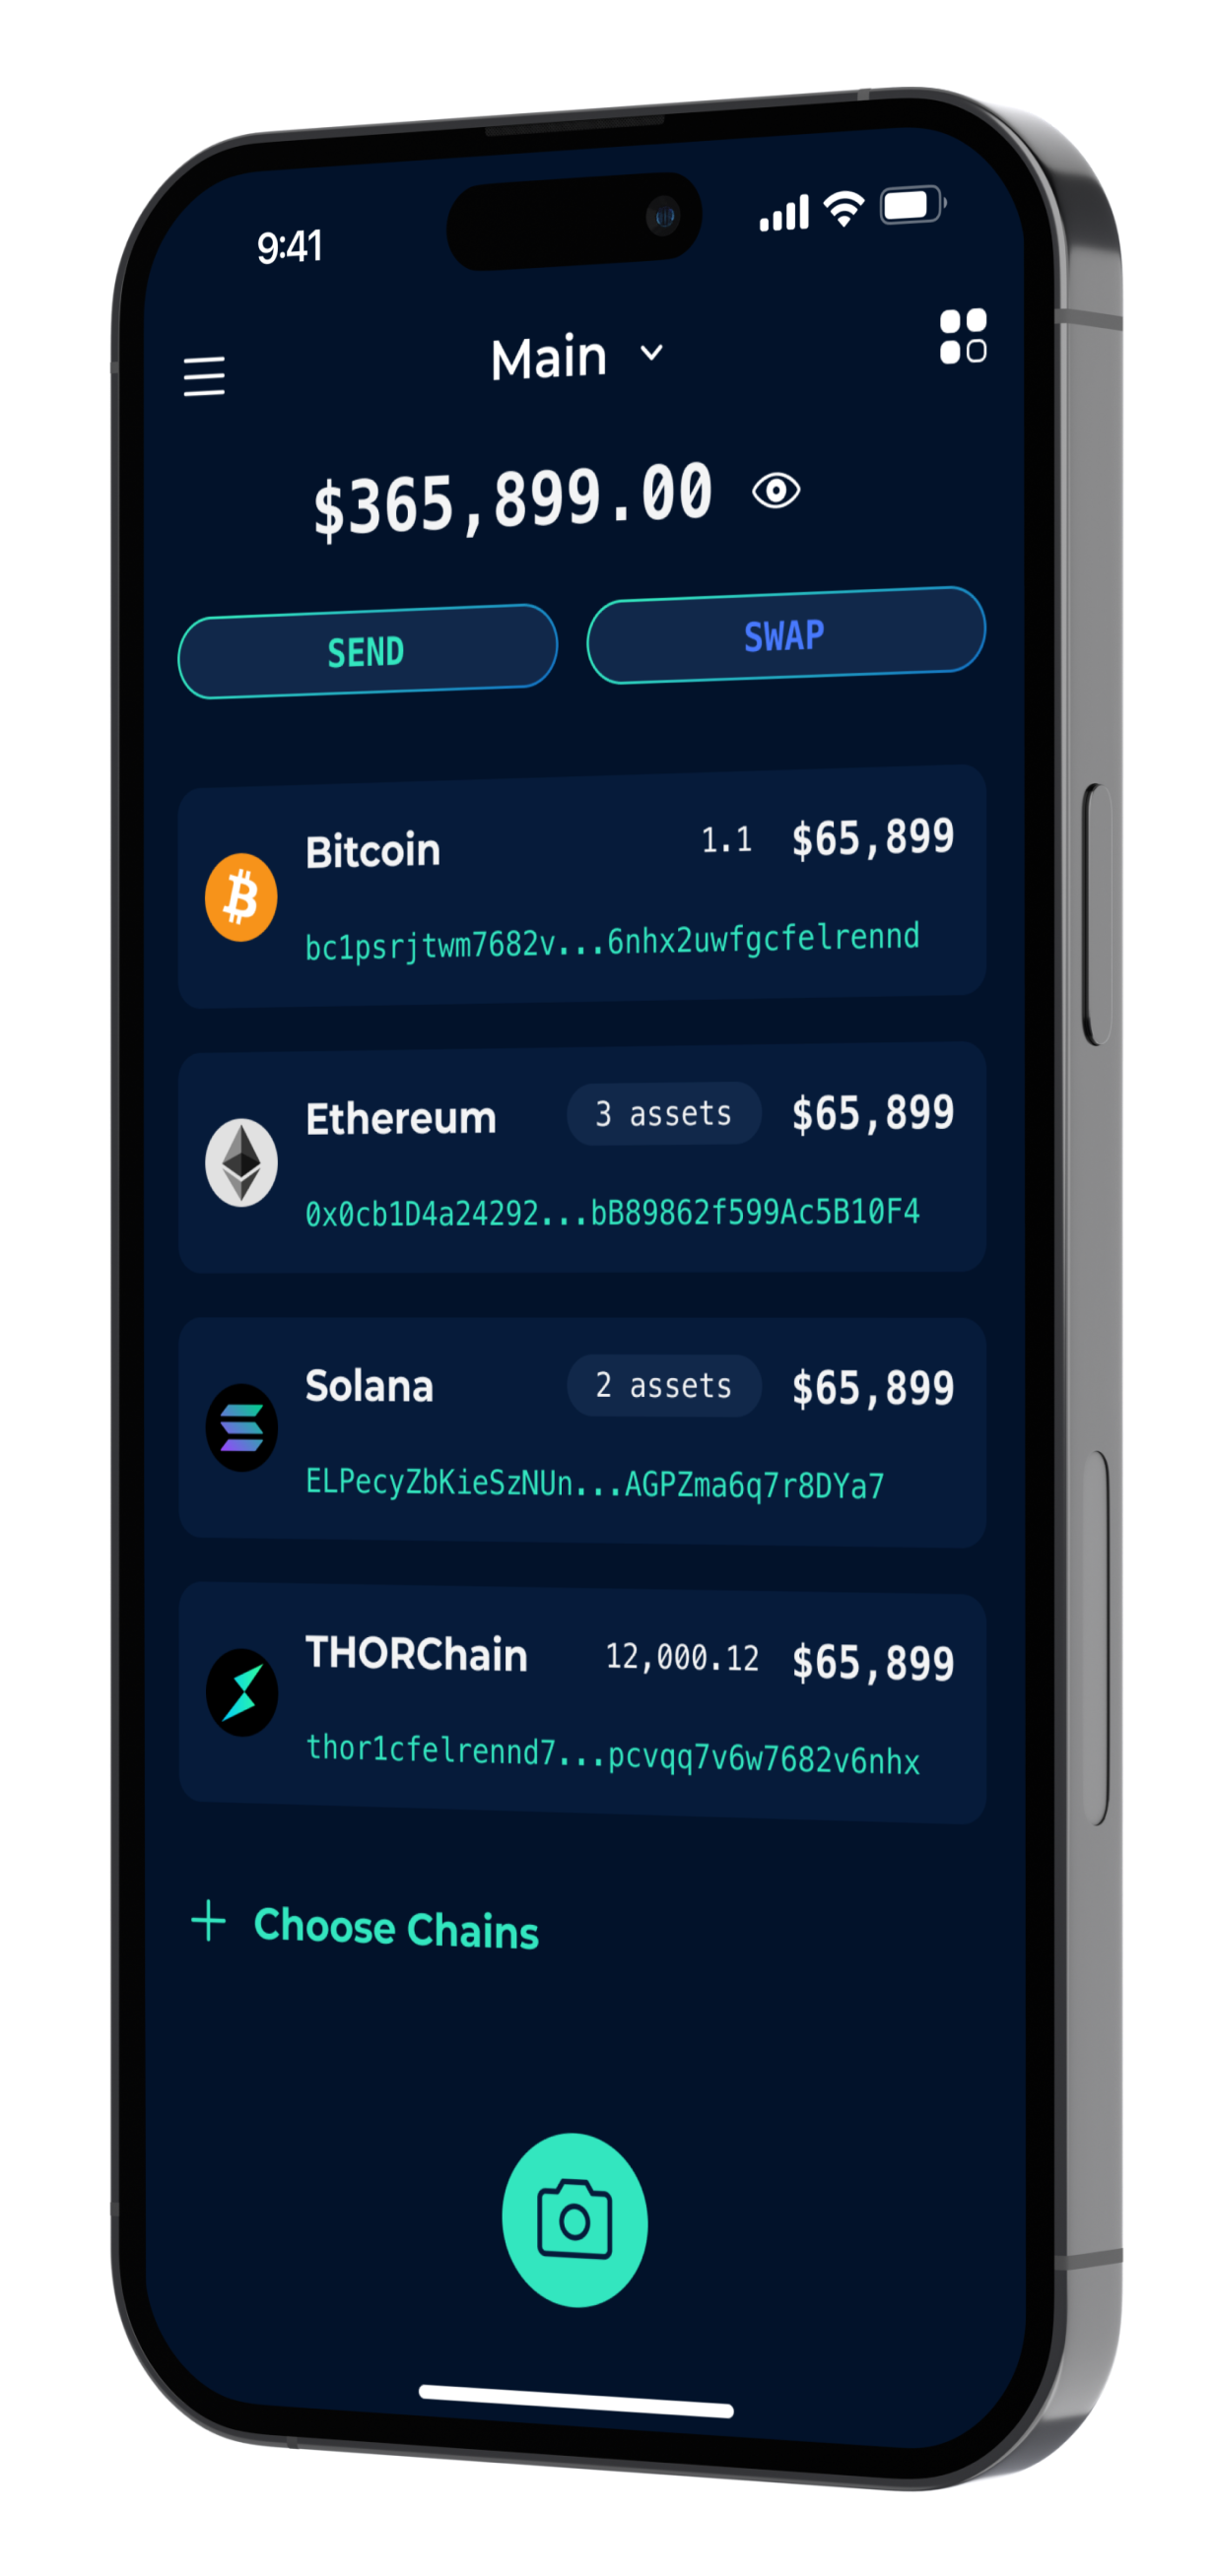 9:41
Main
$365,899.00
SEND SWAP
Bitcoin 1.1 $65,899
bc1psrjtwm7682v...6nhx2uwfgcfelrennd
Ethereum 3 assets $65,899
0x0cb1D4a24292...bB89862f599Ac5B10F4
Solana 2 assets $65,899
ELPecyZbKieSzNUn...AGPZma6q7r8DYa7
THORChain 12,000.12 $65,899
thor1cfelrennd7...pcvqq7v6w7682v6nhx
Choose Chains